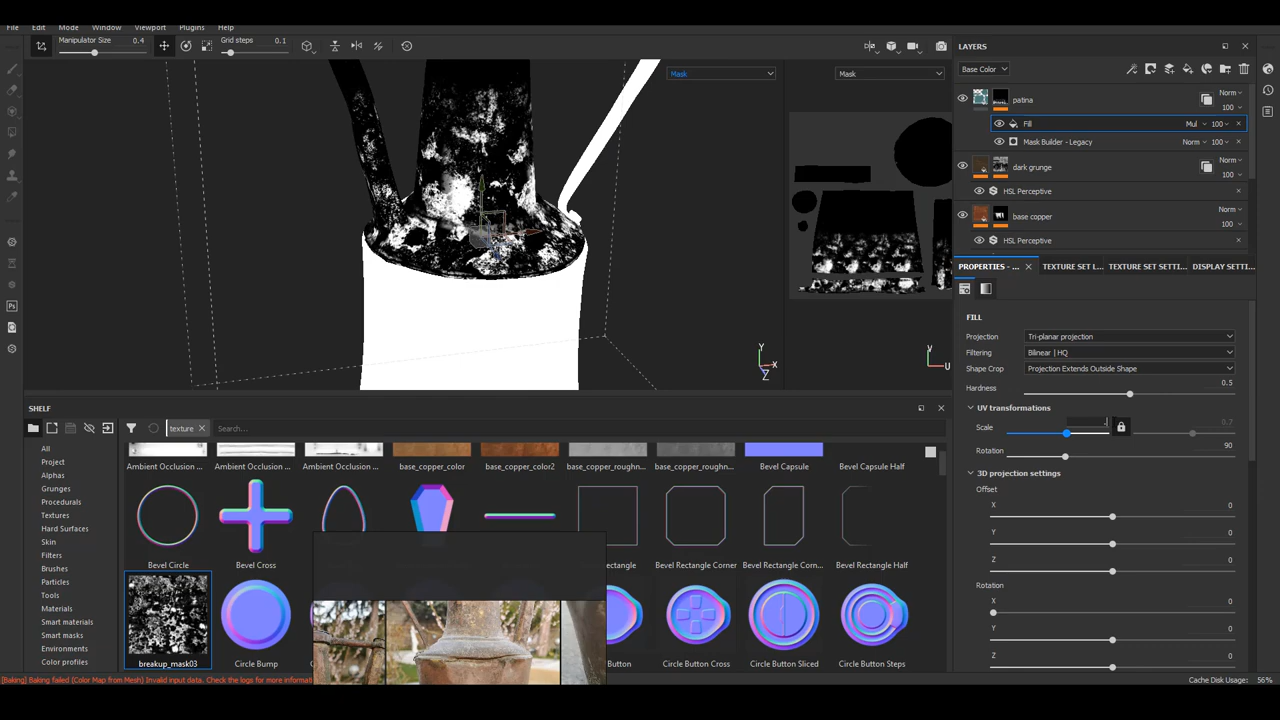 File Edit Mode Window Viewport Plugins Help
Manipulator Size 0.4 Grid steps 0.1
Mask Mask
Y X Z V U
LAYERS
Base Color
patina Norm 100
Fill Mul 100
Mask Builder - Legacy Norm 100
dark grunge Norm 100
HSL Perceptive
base copper Norm 100
HSL Perceptive
PROPERTIES - ... TEXTURE SET L... TEXTURE SET SETTI... DISPLAY SETTI...
FILL
Projection Tri-planar projection
Filtering Bilinear | HQ
Shape Crop Projection Extends Outside Shape
Hardness 0.5
UV transformations
Scale . 0.7
Rotation 90
3D projection settings
Offset
X 0
Y 0
Z 0
Rotation
X 0
Y 0
Z 0
SHELF
texture Search...
All
Project
Alphas
Grunges
Procedurals
Textures
Hard Surfaces
Skin
Filters
Brushes
Particles
Tools
Materials
Smart materials
Smart masks
Environments
Color profiles
Ambient Occlusion ... Ambient Occlusion ... Ambient Occlusion ... base_copper_color base_copper_color2 base_copper_roughn... base_copper_roughn... Bevel Capsule Bevel Capsule Half
Bevel Circle Bevel Cross Bevel Rectangle Corner Bevel Rectangle Corn... Bevel Rectangle Half
breakup_mask03 Circle Bump Button Circle Button Cross Circle Button Sliced Circle Button Steps
[Baking] Baking failed (Color Map from Mesh) Invalid input data. Check the logs for more informati
Cache Disk Usage: 56%